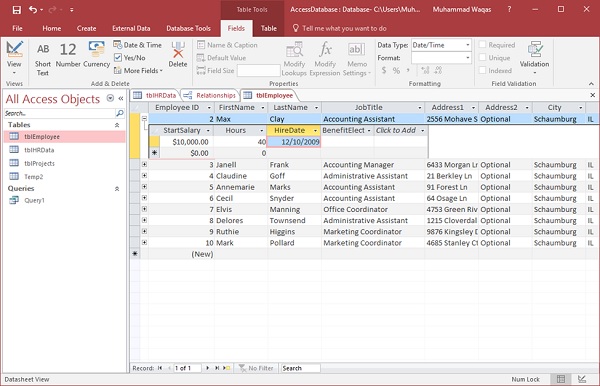 Table Tools
AccessDatabase : Database- C:\Users\Muh...
Muhammad Waqas
File
Home
Create
External Data
Database Tools
Fields
Table
Tell me what you want to do
View
AB
Short Text
12
Number
Currency
Date & Time
Yes/No
More Fields
Delete
Name & Caption
Default Value
Field Size
Modify Lookups
Modify Expression
Memo Settings
Data Type:
Date/Time
Format:
Formatting
Required
Unique
Indexed
Validation
Views
Add & Delete
Properties
Formatting
Field Validation
All Access Objects
Search...
Tables
tblEmployee
tblHRData
tblProjects
Temp2
Queries
Query1
tblHRData
Relationships
tblEmployee
Employee ID FirstName LastName JobTitle Address1 Address2 City
2 Max Clay Accounting Assistant 2556 Mohave S Optional Schaumburg IL
StartSalary Hours HireDate BenefitElect Click to Add
$10,000.00 40 12/10/2009
$0.00 0
3 Janell Frank Accounting Manager 6433 Morgan Ln Optional Schaumburg IL
4 Claudine Goff Administrative Assistant 21 Berkley Ln Optional Schaumburg IL
5 Annemarie Marks Accounting Assistant 91 Forest Ln Optional Schaumburg IL
6 Cecil Snyder Accounting Assistant 64 Osage Ln Optional Schaumburg IL
7 Elvis Manning Office Coordinator 4753 Green Riv Optional Schaumburg IL
8 Delores Townsend Administrative Assistant 1215 Cloverdal Optional Schaumburg IL
9 Ruthie Higgins Marketing Coordinator 9876 Kingsley D Optional Schaumburg IL
10 Mark Pollard Marketing Coordinator 4685 Stanley Ct Optional Schaumburg IL
(New)
Record:
1 of 1
No Filter
Search
Datasheet View
Num Lock